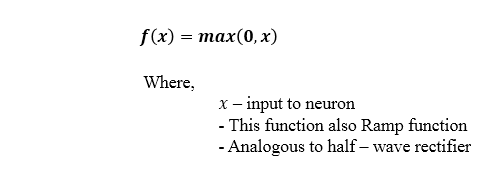 f(x) = max(0, x)
Where,
x – input to neuron
- This function also Ramp function
- Analogous to half – wave rectifier